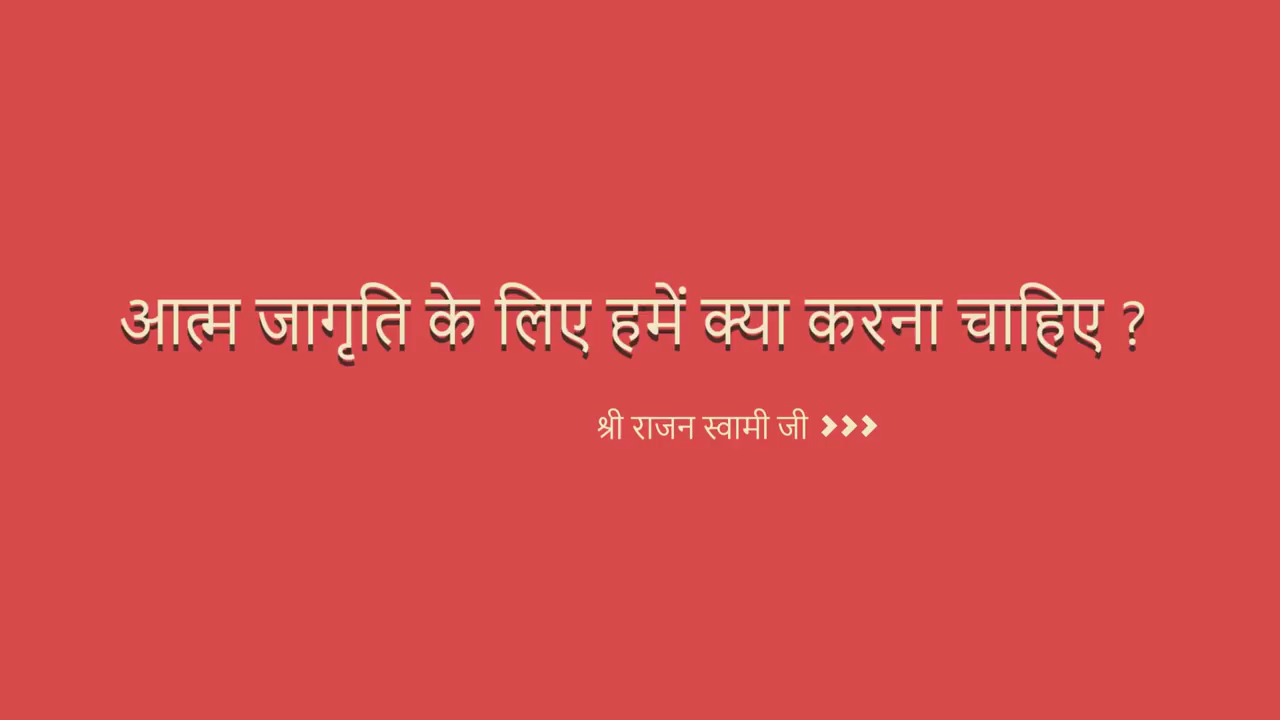 आत्म जागृति के लिए हमें क्या करना चाहिए ?
श्री राजन स्वामी जी >>>